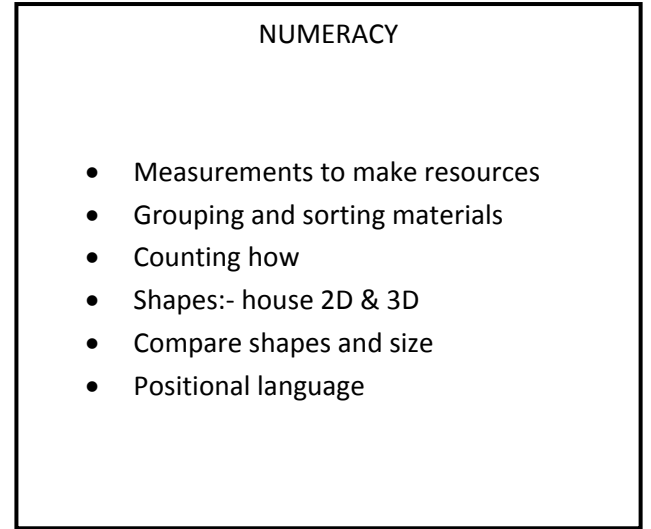 NUMERACY
• Measurements to make resources
• Grouping and sorting materials
• Counting how
• Shapes:- house 2D & 3D
• Compare shapes and size
• Positional language